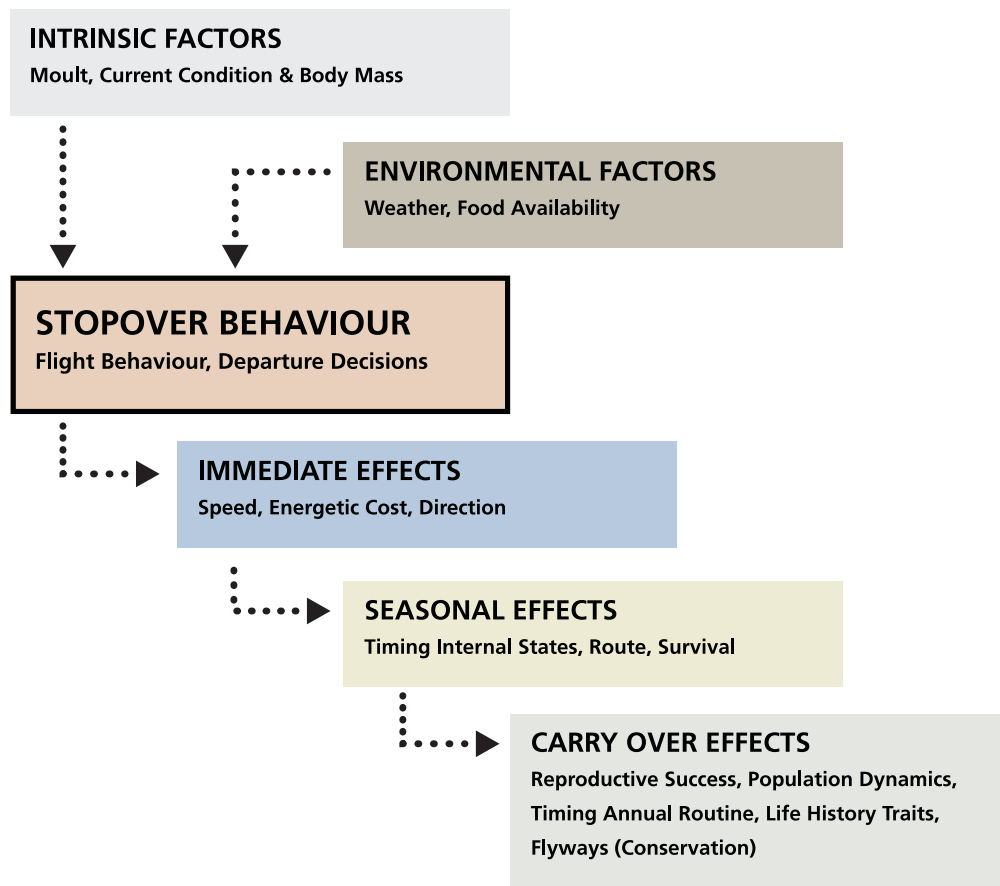 INTRINSIC FACTORS
Moult, Current Condition & Body Mass
ENVIRONMENTAL FACTORS
Weather, Food Availability
STOPOVER BEHAVIOUR
Flight Behaviour, Departure Decisions
IMMEDIATE EFFECTS
Speed, Energetic Cost, Direction
SEASONAL EFFECTS
Timing Internal States, Route, Survival
CARRY OVER EFFECTS
Reproductive Success, Population Dynamics,
Timing Annual Routine, Life History Traits,
Flyways (Conservation)